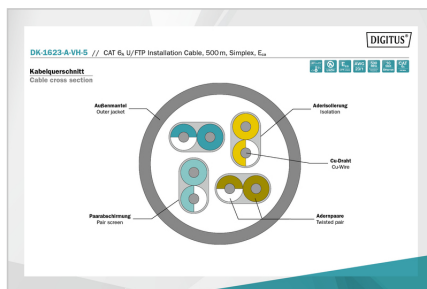 DIGITUS®
DK-1623-A-VH-5 // CAT 6A U/FTP Installation Cable, 500 m, Simplex, Eca
Kabelquerschnitt
Cable cross section
Außenmantel
Outer jacket
Aderisolierung
Isolation
Cu-Draht
Cu-Wire
Paarabschirmung
Pair screen
Adernpaare
Twisted pair